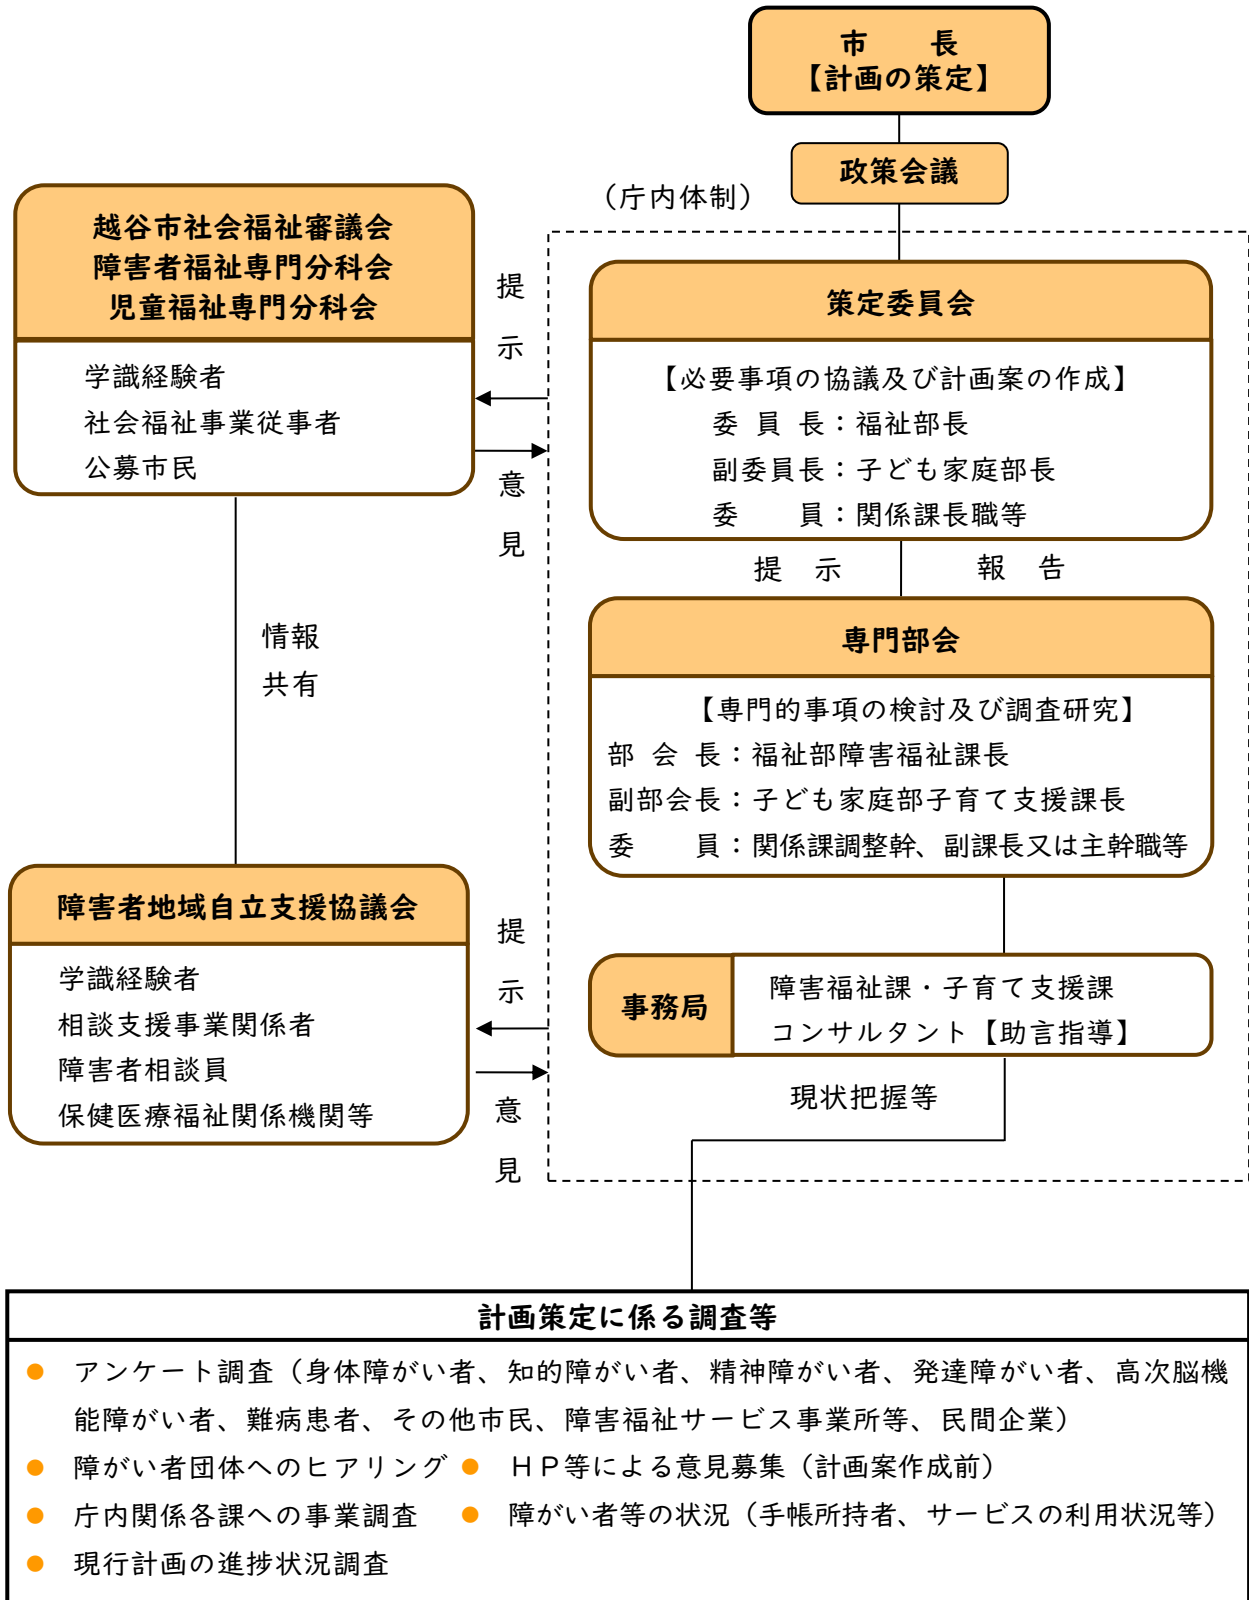 市　　長
【計画の策定】
政策会議
（庁内体制）
越谷市社会福祉審議会
障害者福祉専門分科会
児童福祉専門分科会
学識経験者
社会福祉事業従事者
公募市民
提示
意見
策定委員会
【必要事項の協議及び計画案の作成】
委 員 長：福祉部長
副委員長：子ども家庭部長
委　　員：関係課長職等
提　示　　　　報　告
情報
共有
専門部会
【専門的事項の検討及び調査研究】
部 会 長：福祉部障害福祉課長
副部会長：子ども家庭部子育て支援課長
委　　員：関係課調整幹、副課長又は主幹職等
障害者地域自立支援協議会
学識経験者
相談支援事業関係者
障害者相談員
保健医療福祉関係機関等
提示
意見
事務局
障害福祉課・子育て支援課
コンサルタント【助言指導】
現状把握等
計画策定に係る調査等
● アンケート調査（身体障がい者、知的障がい者、精神障がい者、発達障がい者、高次脳機
能障がい者、難病患者、その他市民、障害福祉サービス事業所等、民間企業）
● 障がい者団体へのヒアリング ● ＨＰ等による意見募集（計画案作成前）
● 庁内関係各課への事業調査 ● 障がい者等の状況（手帳所持者、サービスの利用状況等）
● 現行計画の進捗状況調査